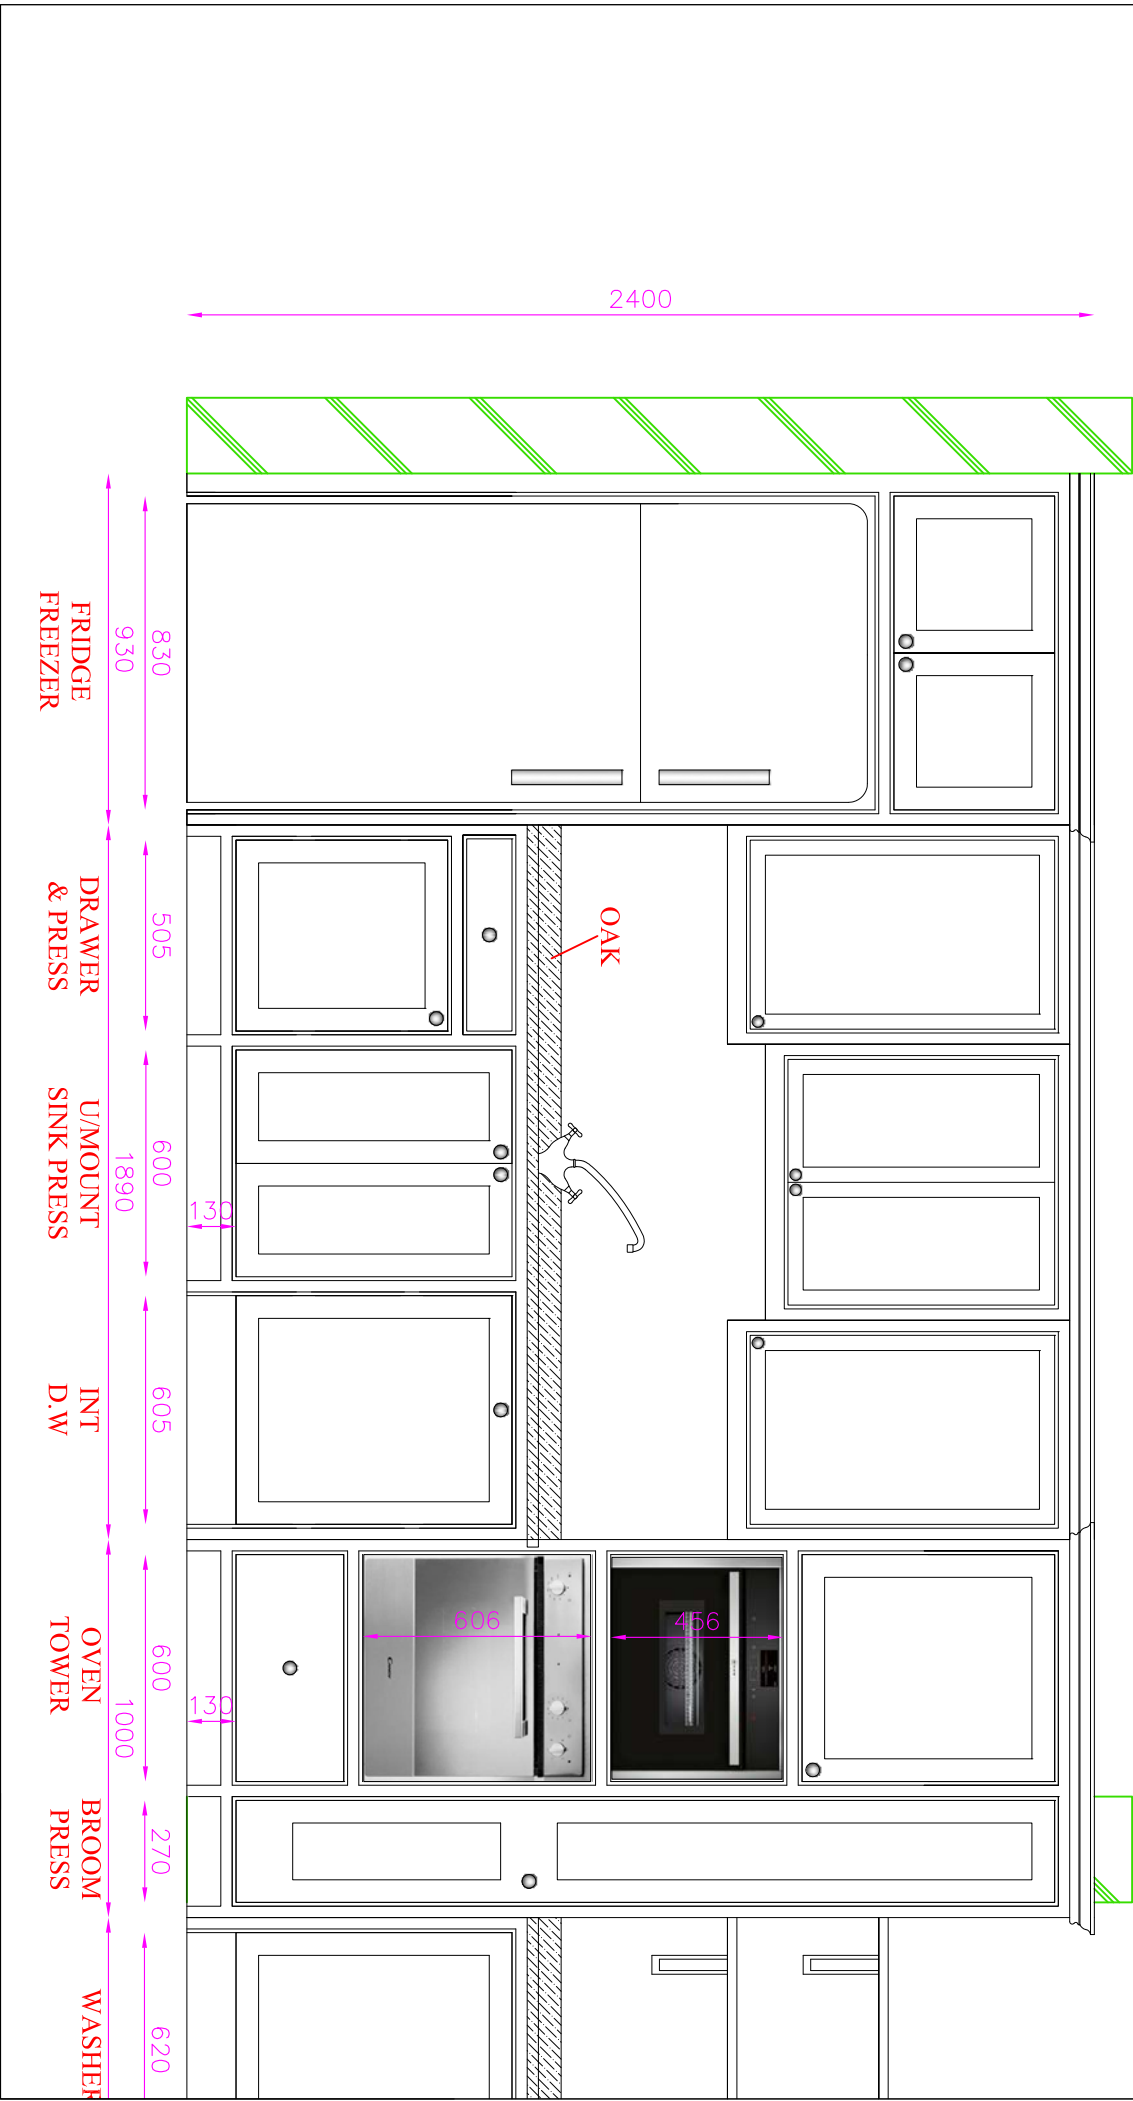 2400
OAK
456
606
130
130
830
505
600
605
600
270
620
930
1890
1000
FRIDGE
FREEZER
DRAWER
& PRESS
U/MOUNT
SINK PRESS
INT
D.W
OVEN
TOWER
BROOM
PRESS
WASHER